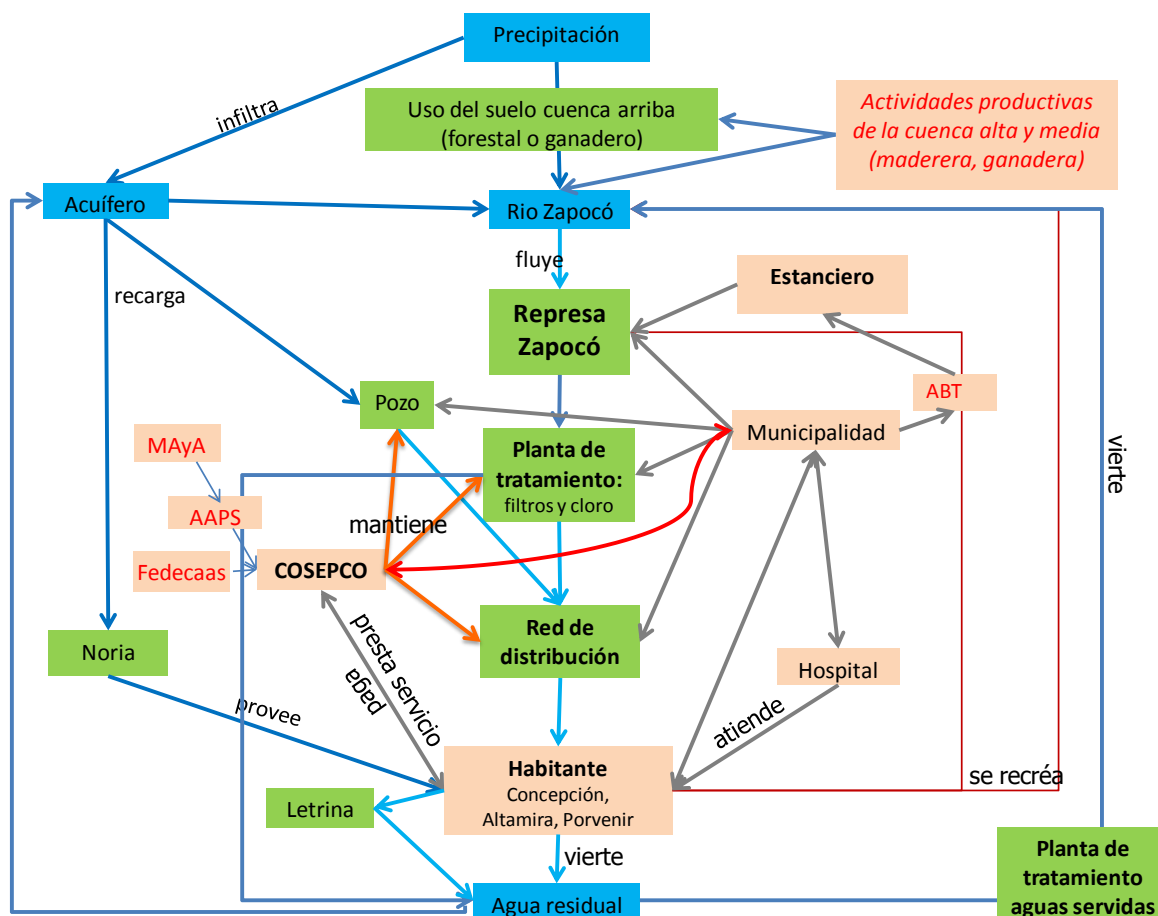 Precipitación
infiltra
Uso del suelo cuenca arriba
(forestal o ganadero)
Actividades productivas
de la cuenca alta y media
(maderera, ganadera)
Acuífero
Rio Zapocó
fluye
recarga
Estanciero
Represa
Zapocó
ABT
Pozo
Municipalidad
MAyA
Planta de
tratamiento:
filtros y cloro
vierte
AAPS
mantiene
Fedecaas
COSEPCO
Red de
distribución
Noria
presta servicio
paga
Hospital
provee
atiende
Habitante
Concepción,
Altamira, Porvenir
se recréa
Letrina
vierte
Planta de
tratamiento
aguas servidas
Agua residual